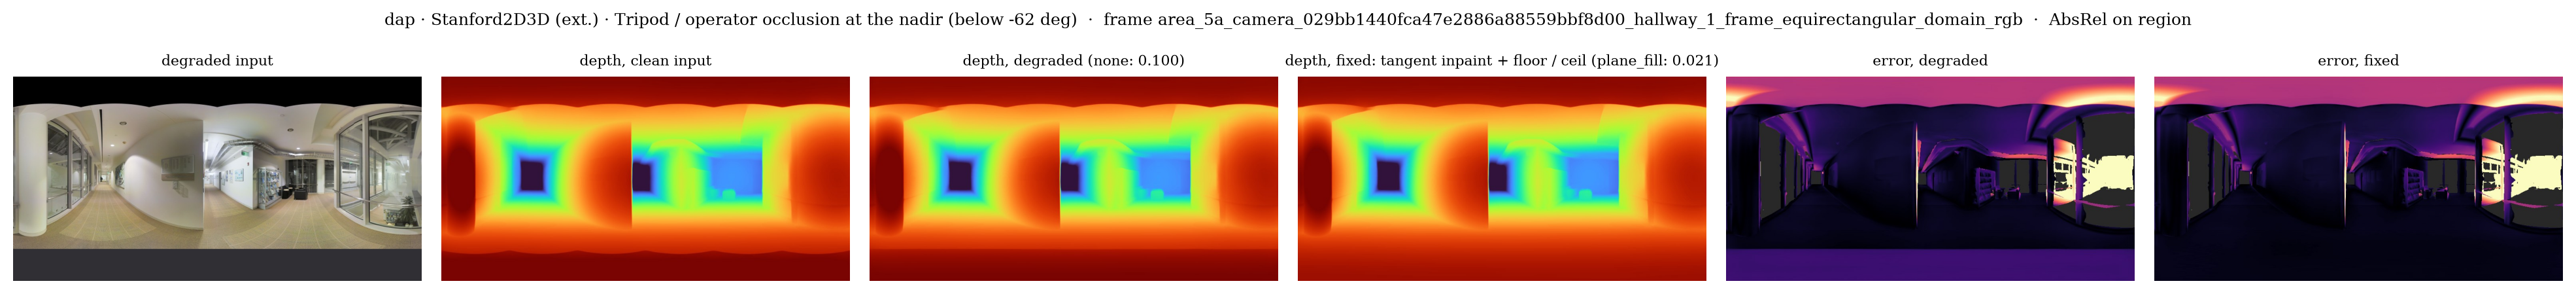 dap · Stanford2D3D (ext.) · Tripod / operator occlusion at the nadir (below -62 deg) · frame area_5a_camera_029bb1440fca47e2886a88559bbf8d00_hallway_1_frame_equirectangular_domain_rgb · AbsRel on region
degraded input
depth, clean input
depth, degraded (none: 0.100)
depth, fixed: tangent inpaint + floor / ceil (plane_fill: 0.021)
error, degraded
error, fixed